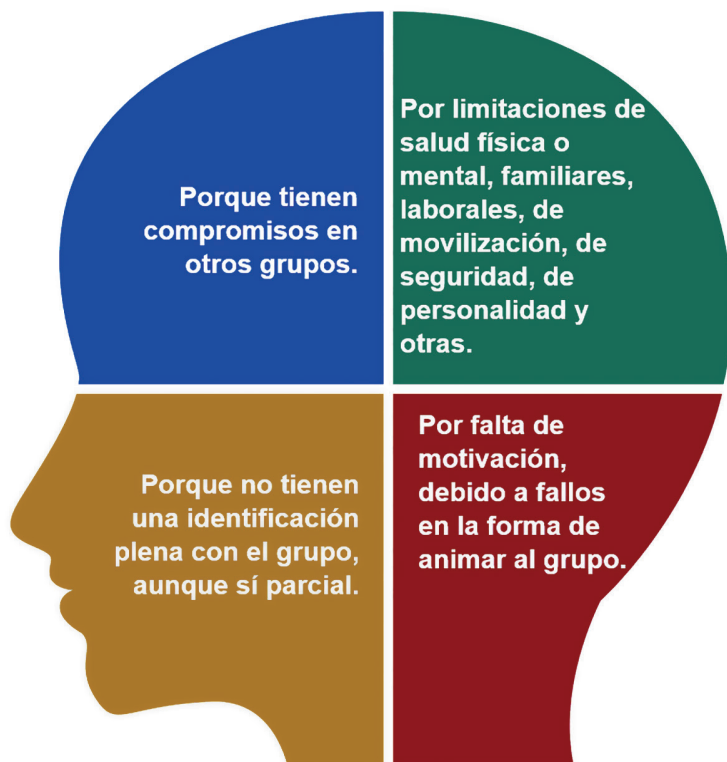 Porque tienen
compromisos en
otros grupos.
Por limitaciones de
salud física o
mental, familiares,
laborales, de
movilización, de
seguridad, de
personalidad y
otras.
Porque no tienen
una identificación
plena con el grupo,
aunque sí parcial.
Por falta de
motivación,
debido a fallos
en la forma de
animar al grupo.